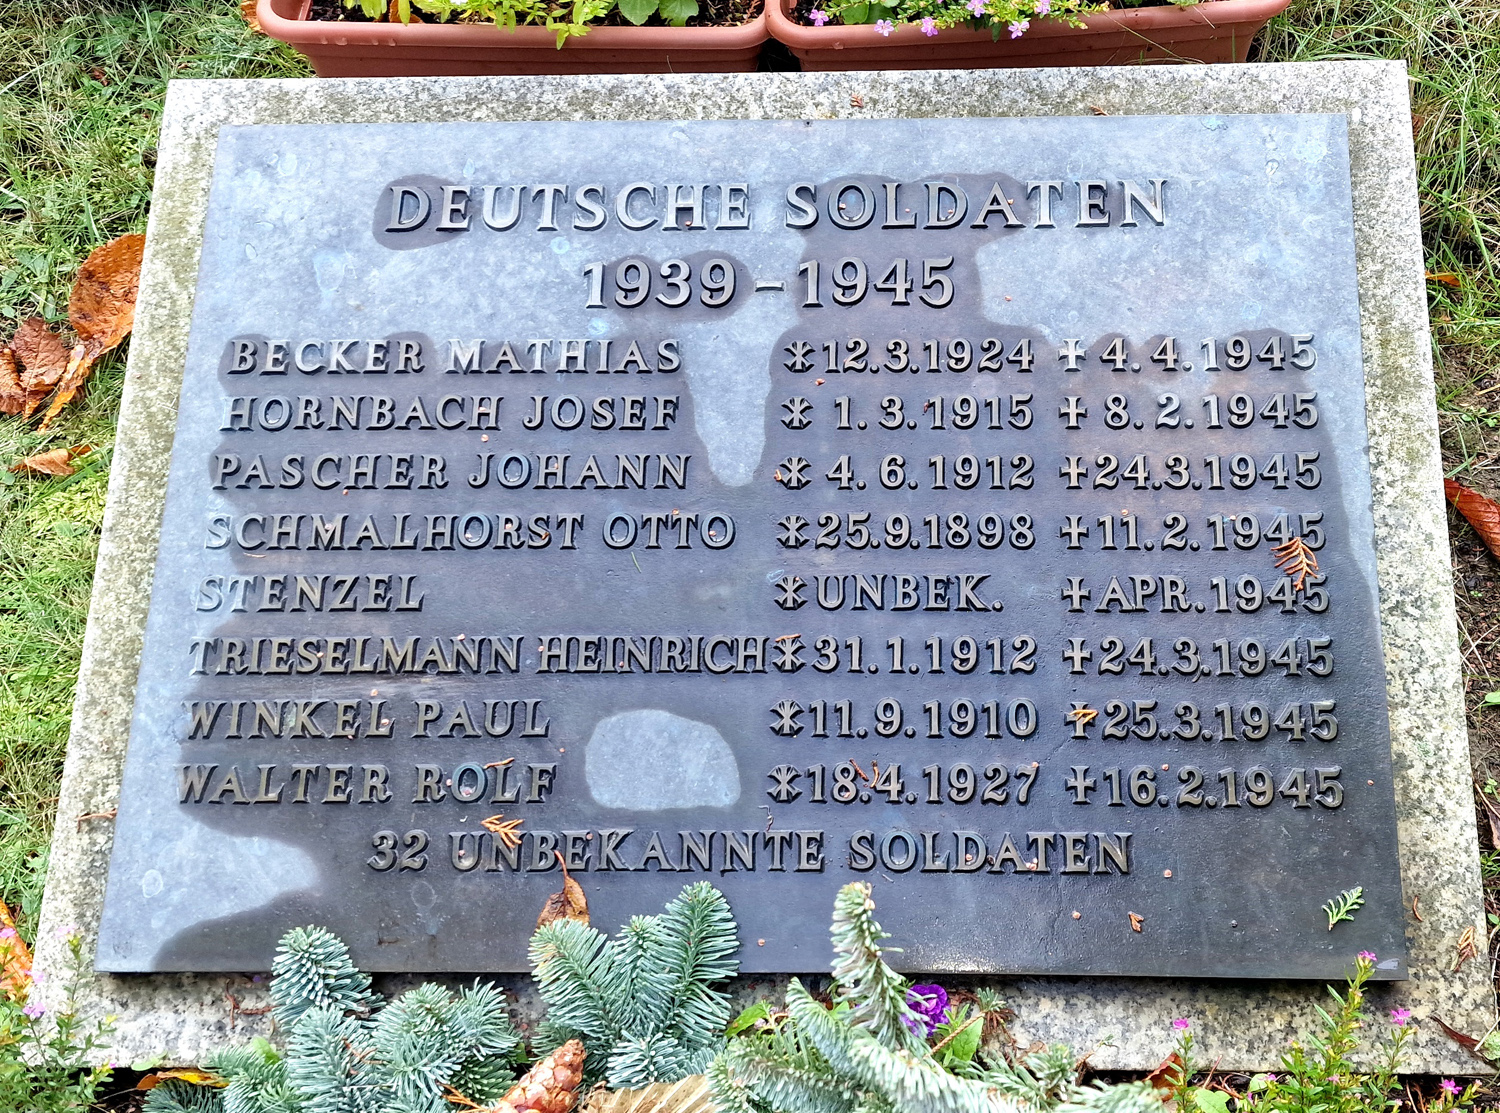 DEUTSCHE SOLDATEN
1939-1945
BECKER MATHIAS *12.3.1924 ✝4.4.1945
HORNBACH JOSEF *1.3.1915 ✝8.2.1945
PASCHER JOHANN *4.6.1912 ✝24.3.1945
SCHMALHORST OTTO *25.9.1898 ✝11.2.1945
STENZEL *UNBEK. ✝APR.1945
TRIESELMANN HEINRICH *31.1.1912 ✝24.3.1945
WINKEL PAUL *11.9.1910 ✝25.3.1945
WALTER ROLF *18.4.1927 ✝16.2.1945
32 UNBEKANNTE SOLDATEN